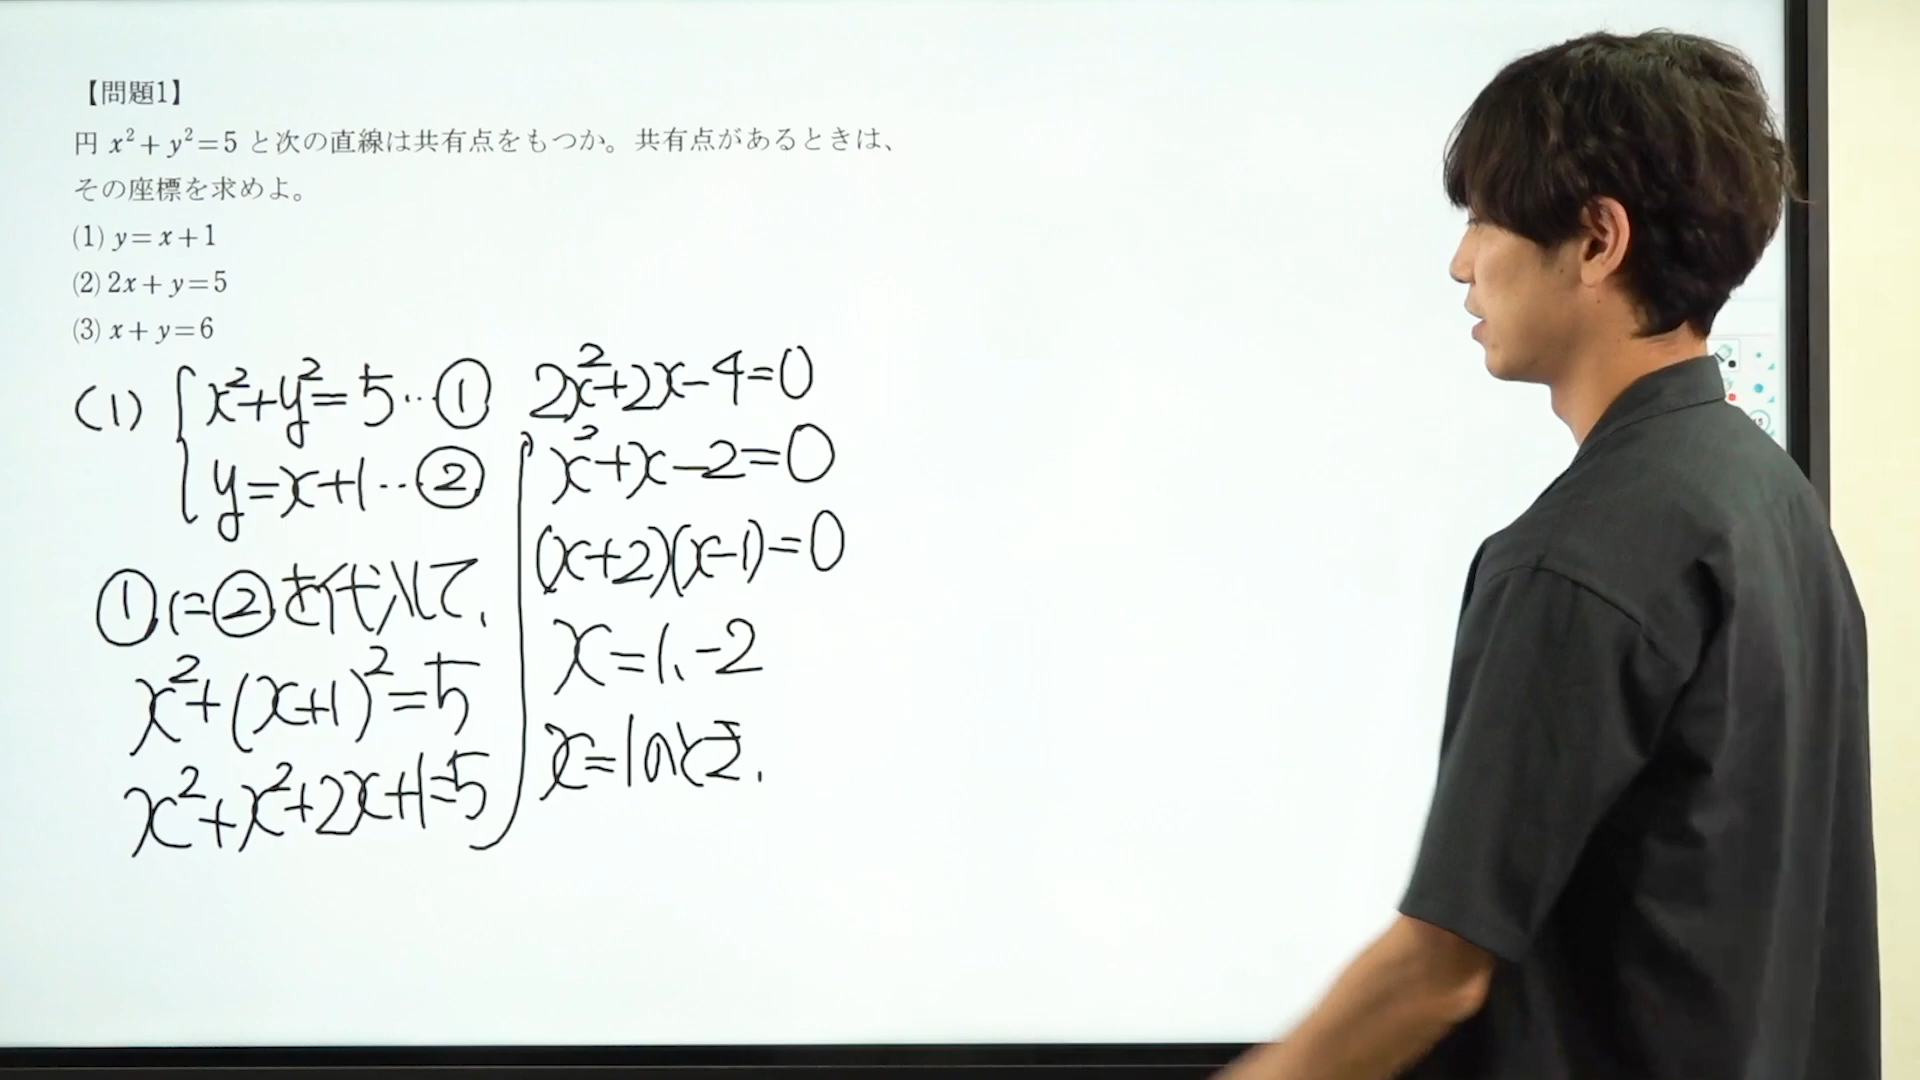 【問題1】
円 x²+y²=5 と次の直線は共有点をもつか。共有点があるときは、
その座標を求めよ。
(1) y=x+1
(2) 2x+y=5
(3) x+y=6
(1) { x²+y²=5…①
y=x+1…②
①に②を代入して、
x²+(x+1)²=5
x²+x²+2x+1=5
2x²+2x-4=0
x²+x-2=0
(x+2)(x-1)=0
x=1、-2
x=1のとき、